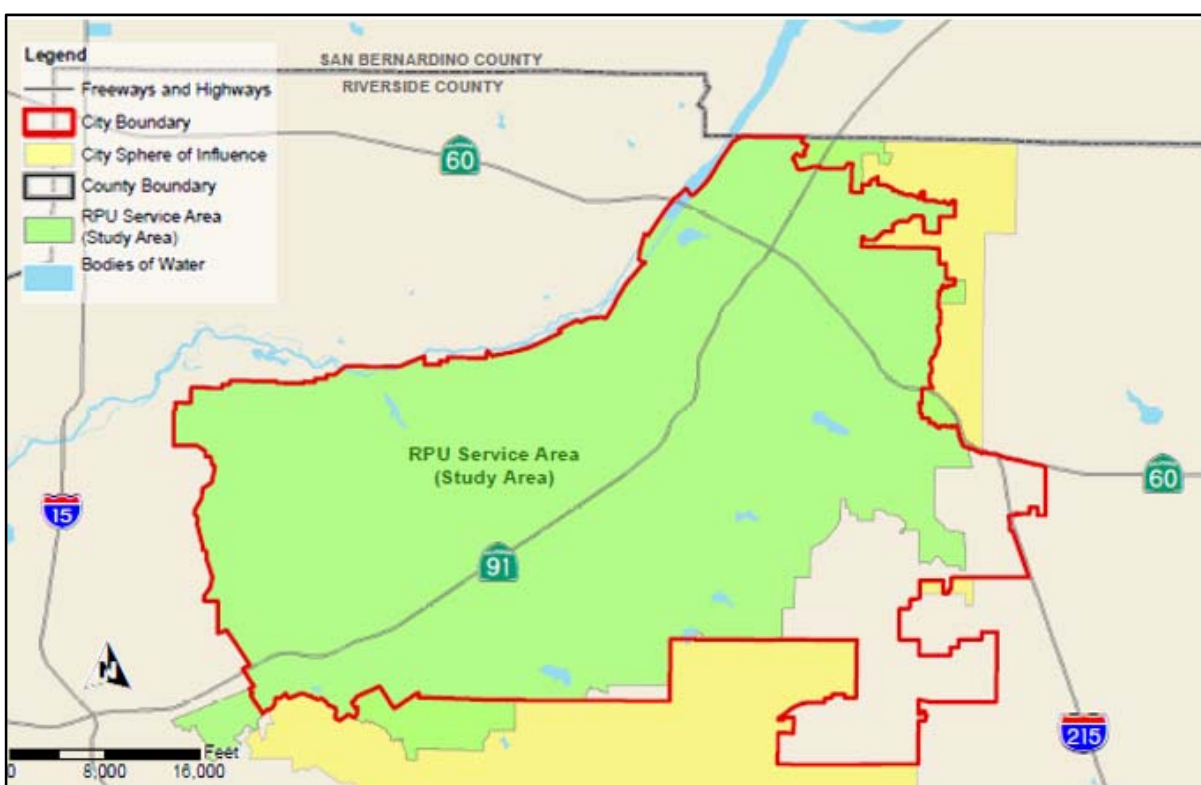 Legend
Freeways and Highways
City Boundary
City Sphere of Influence
County Boundary
RPU Service Area
(Study Area)
Bodies of Water
SAN BERNARDINO COUNTY
RIVERSIDE COUNTY
60
RPU Service Area
(Study Area)
60
15
91
N
215
Feet
0 8,000 16,000